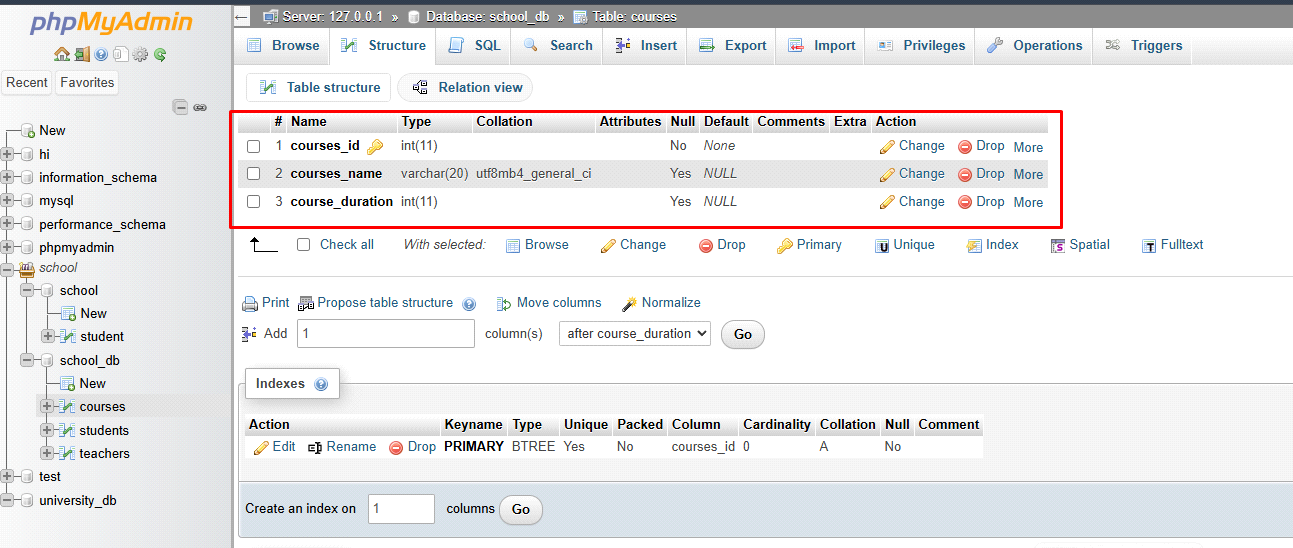 phpMyAdmin
Recent Favorites
New
hi
information_schema
mysql
performance_schema
phpmyadmin
school
school
New
student
school_db
New
courses
students
teachers
test
university_db
Server: 127.0.0.1 » Database: school_db » Table: courses
Browse Structure SQL Search Insert Export Import Privileges Operations Triggers
Table structure Relation view
# Name Type Collation Attributes Null Default Comments Extra Action
1 courses_id int(11) No None Change Drop More
2 courses_name varchar(20) utf8mb4_general_ci Yes NULL Change Drop More
3 course_duration int(11) Yes NULL Change Drop More
Check all With selected: Browse Change Drop Primary Unique Index Spatial Fulltext
Print Propose table structure Move columns Normalize
Add 1 column(s) after course_duration Go
Indexes
Action Keyname Type Unique Packed Column Cardinality Collation Null Comment
Edit Rename Drop PRIMARY BTREE Yes No courses_id 0 A No
Create an index on 1 columns Go